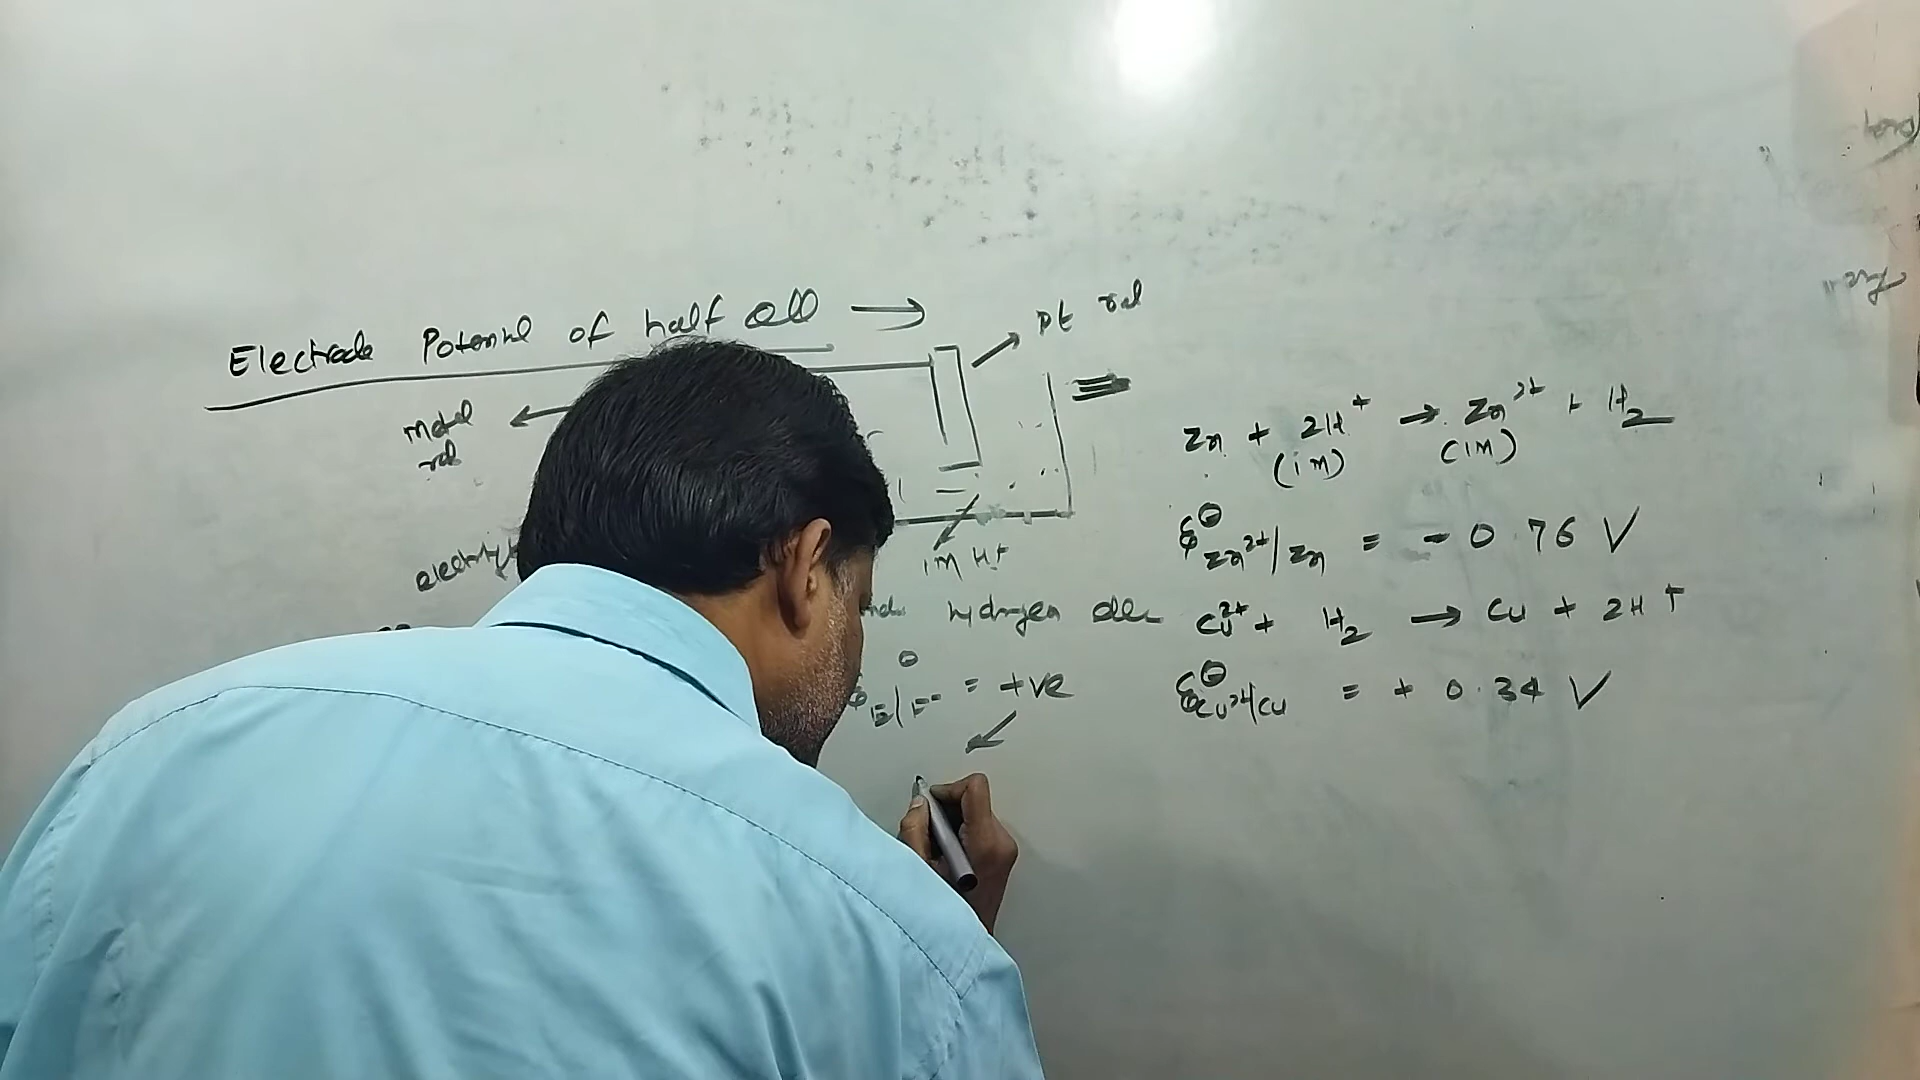 Electrode Potential of half cell →
Pt rod
Metal
rod
Zn + 2H⁺ → Zn²⁺ + H₂
(1M) (1M)
E⊖ Zn²⁺/Zn = - 0.76 V
1M H+
hydrogen elec
Cu²⁺ + H₂ → Cu + 2H+
= +ve
E⊖ Cu²⁺/Cu = + 0.34 V